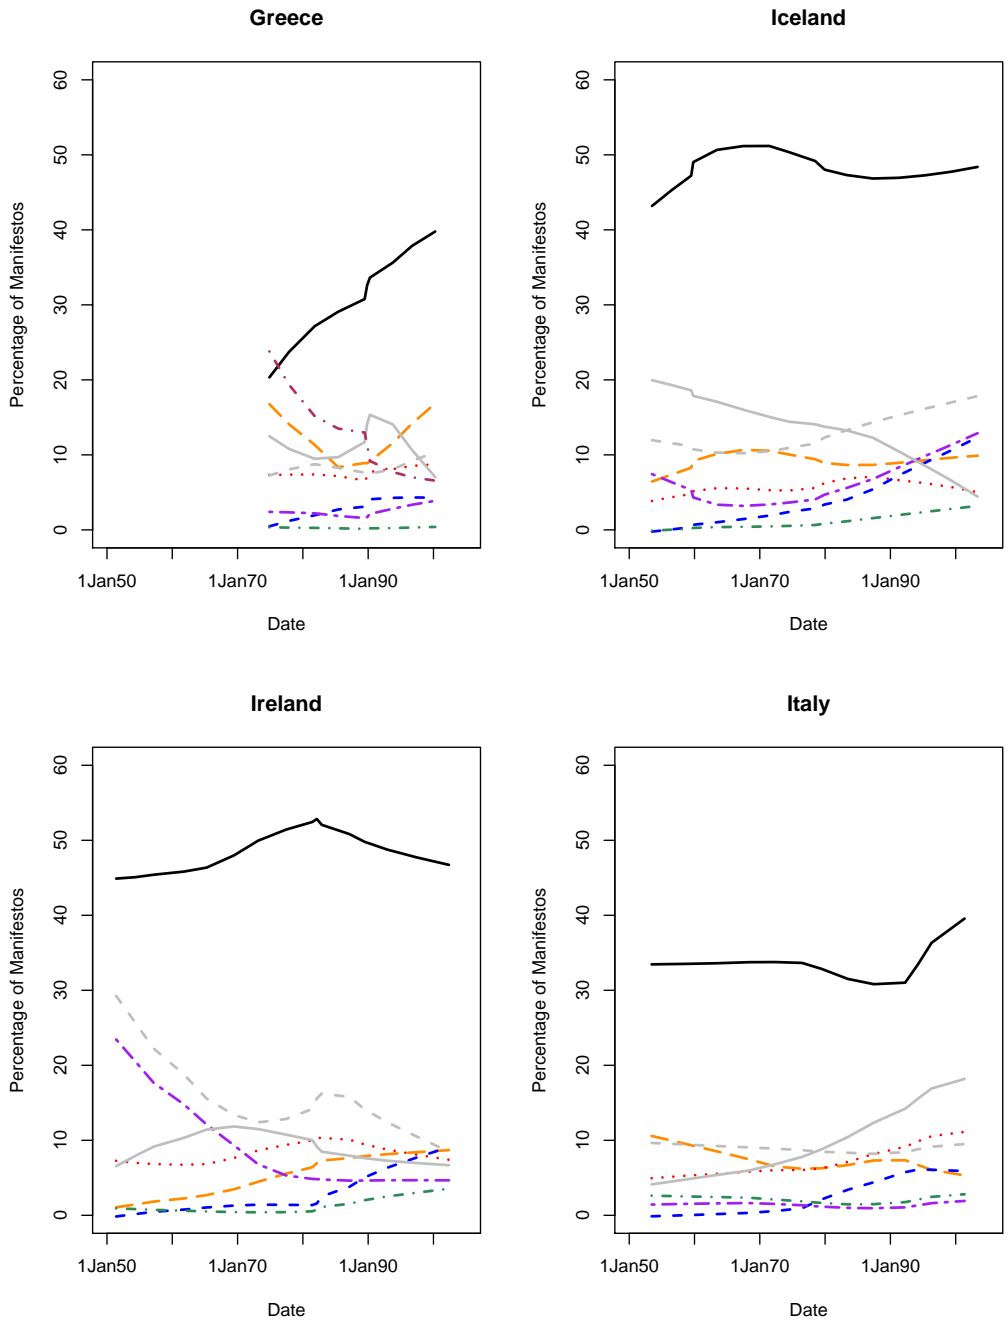 Greece
Percentage of Manifestos
60
50
40
30
20
10
0
1Jan50
1Jan70
1Jan90
Date
Iceland
Percentage of Manifestos
60
50
40
30
20
10
0
1Jan50
1Jan70
1Jan90
Date
Ireland
Percentage of Manifestos
60
50
40
30
20
10
0
1Jan50
1Jan70
1Jan90
Date
Italy
Percentage of Manifestos
60
50
40
30
20
10
0
1Jan50
1Jan70
1Jan90
Date